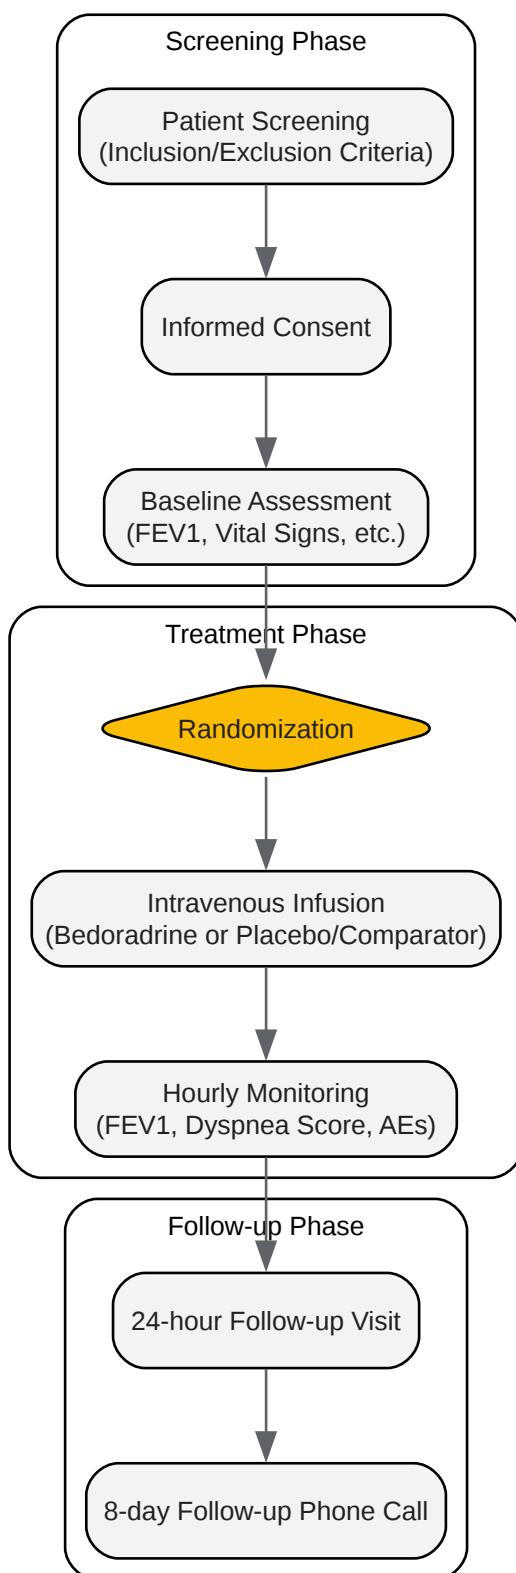 Screening Phase
Patient Screening
(Inclusion/Exclusion Criteria)
Informed Consent
Baseline Assessment
(FEV1, Vital Signs, etc.)
Treatment Phase
Randomization
Intravenous Infusion
(Bedoradrine or Placebo/Comparator)
Hourly Monitoring
(FEV1, Dyspnea Score, AEs)
Follow-up Phase
24-hour Follow-up Visit
8-day Follow-up Phone Call